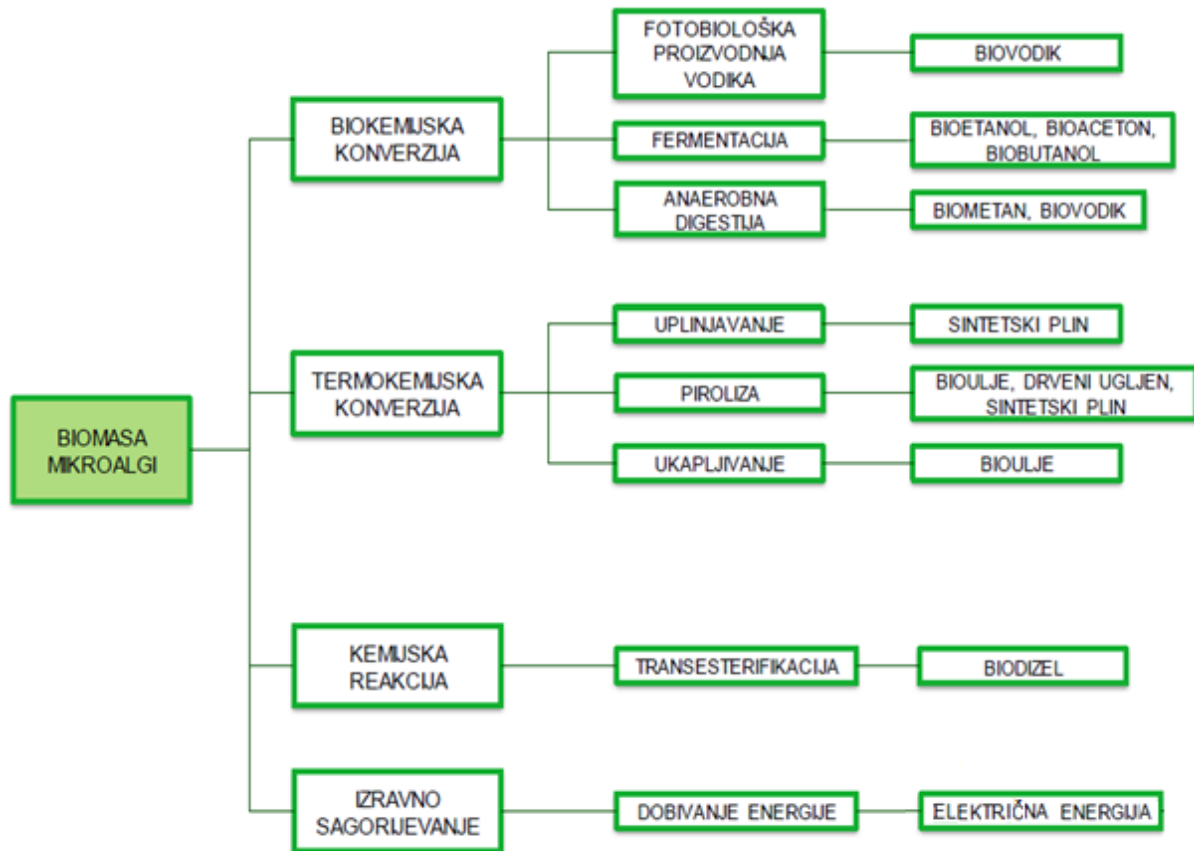 BIOMASA
MIKROALGI
BIOKEMIJSKA
KONVERZIJA
FOTOBIOLOŠKA
PROIZVODNJA
VODIKA
BIOVODIK
FERMENTACIJA
BIOETANOL, BIOACETON,
BIOBUTANOL
ANAEROBNA
DIGESTIJA
BIOMETAN, BIOVODIK
TERMOKEMIJSKA
KONVERZIJA
UPLINJAVANJE
SINTETSKI PLIN
PIROLIZA
BIOULJE, DRVENI UGLJEN,
SINTETSKI PLIN
UKAPLJIVANJE
BIOULJE
KEMIJSKA
REAKCIJA
TRANSESTERIFIKACIJA
BIODIZEL
IZRAVNO
SAGORIJEVANJE
DOBIVANJE ENERGIJE
ELEKTRIČNA ENERGIJA